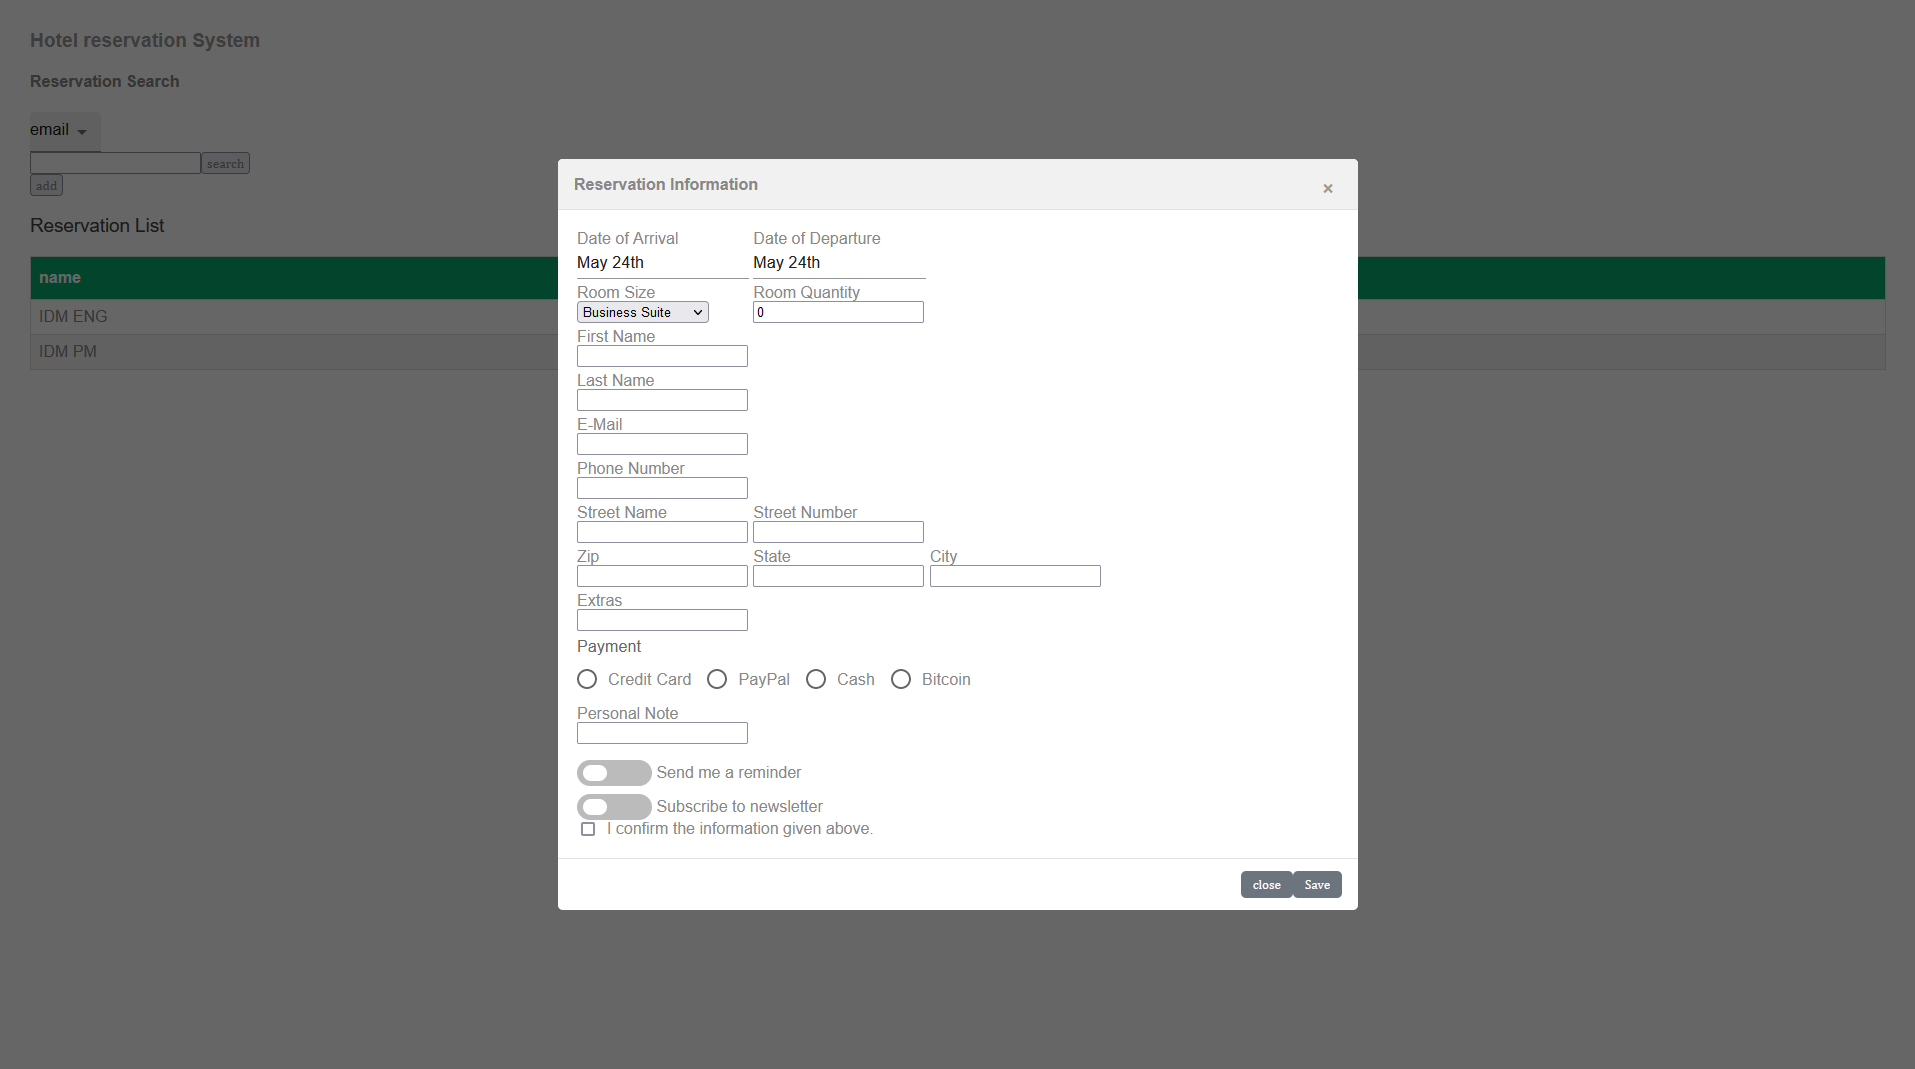 Hotel reservation System
Reservation Search
email
search
add
Reservation List
name
IDM ENG
IDM PM
Reservation Information
×
Date of Arrival Date of Departure
May 24th May 24th
Room Size Room Quantity
Business Suite 0
First Name
Last Name
E-Mail
Phone Number
Street Name Street Number
Zip State City
Extras
Payment
Credit Card PayPal Cash Bitcoin
Personal Note
Send me a reminder
Subscribe to newsletter
I confirm the information given above.
close Save